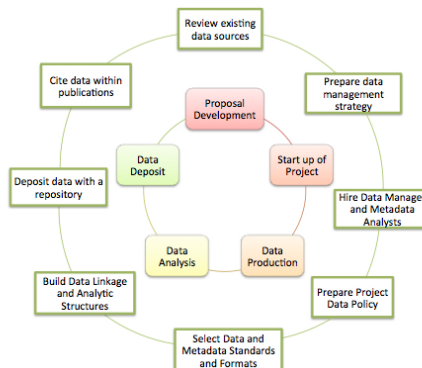 Review existing
data sources
Cite data within
publications
Prepare data
management
strategy
Proposal
Development
Data
Deposit
Start up of
Project
Deposit data with a
repository
Hire Data Manage
and Metadata
Analysts
Data
Analysis
Data
Production
Build Data Linkage
and Analytic
Structures
Prepare Project
Data Policy
Select Data and
Metadata Standards
and Formats